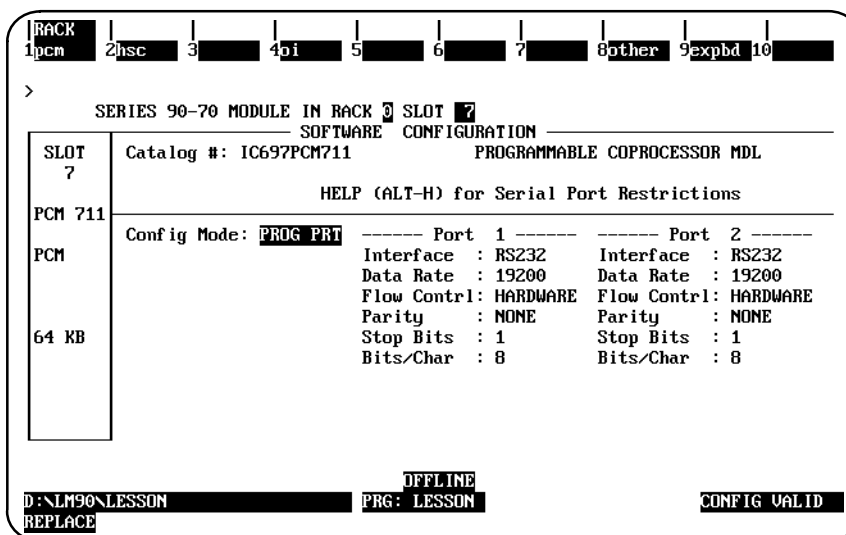 RACK
1pcm 2hsc 3 4oi 5 6 7 8other 9expbd 10
>
SERIES 90-70 MODULE IN RACK 0 SLOT 7
SOFTWARE CONFIGURATION
SLOT Catalog #: IC697PCM711 PROGRAMMABLE COPROCESSOR MDL
7
HELP (ALT-H) for Serial Port Restrictions
PCM 711
Config Mode: PROG PRT ------ Port 1 ------ ------ Port 2 ------
PCM Interface : RS232 Interface : RS232
Data Rate : 19200 Data Rate : 19200
Flow Contrl: HARDWARE Flow Contrl: HARDWARE
Parity : NONE Parity : NONE
64 KB Stop Bits : 1 Stop Bits : 1
Bits/Char : 8 Bits/Char : 8
OFFLINE
D:\LM90\LESSON PRG: LESSON CONFIG VALID
REPLACE